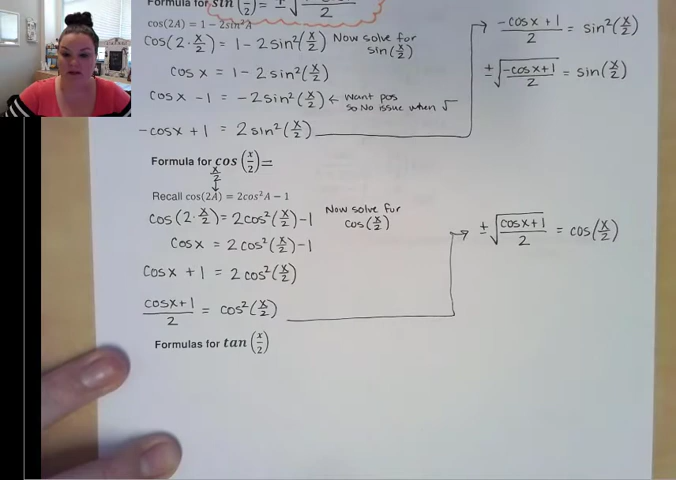 Formula for sin (x/2) = ± √ 2
cos(2A) = 1 − 2sin²A
cos(2·x/2) = 1 − 2sin²(x/2) Now solve for sin(x/2)
cos x = 1 − 2sin²(x/2)
cos x − 1 = −2sin²(x/2) ← Want pos so No issue when √
−cos x + 1 = 2sin²(x/2)
(−cos x + 1)/2 = sin²(x/2)
±√((−cos x + 1)/2) = sin(x/2)
Formula for cos (x/2) =
x/2
Recall cos(2A) = 2cos²A − 1
cos(2·x/2) = 2cos²(x/2) − 1 Now solve for cos(x/2)
cos x = 2cos²(x/2) − 1
cos x + 1 = 2cos²(x/2)
(cos x + 1)/2 = cos²(x/2)
±√((cos x + 1)/2) = cos(x/2)
Formulas for tan (x/2)